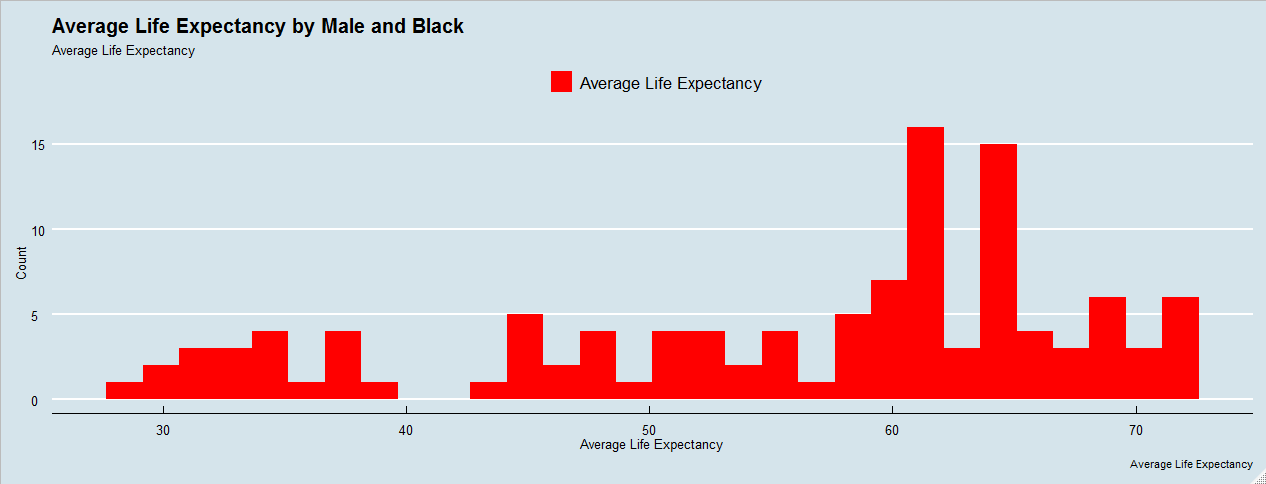 Average Life Expectancy by Male and Black
Average Life Expectancy
Average Life Expectancy
15
10
5
0
Count
30 40 50 60 70
Average Life Expectancy
Average Life Expectancy